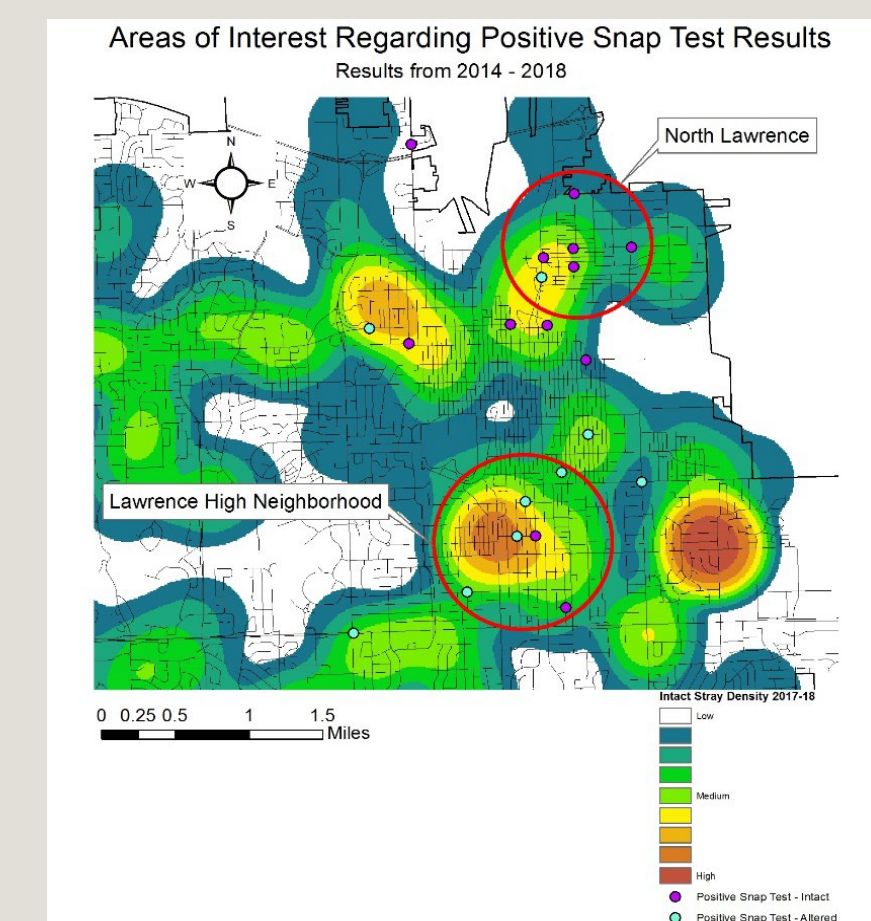 Areas of Interest Regarding Positive Snap Test Results
Results from 2014 - 2018
North Lawrence
N
W E
S
Lawrence High Neighborhood
0 0.25 0.5 1 1.5
Miles
Intact Stray Density 2017-18
Low
Medium
High
Positive Snap Test - Intact
Positive Snap Test - Altered